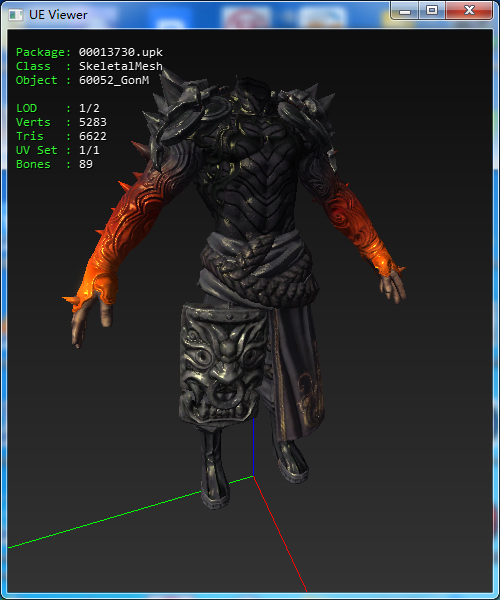 UE Viewer
Package: 00013730.upk
Class : SkeletalMesh
Object : 60052_GonM
LOD : 1/2
Verts : 5283
Tris : 6622
UV Set : 1/1
Bones : 89